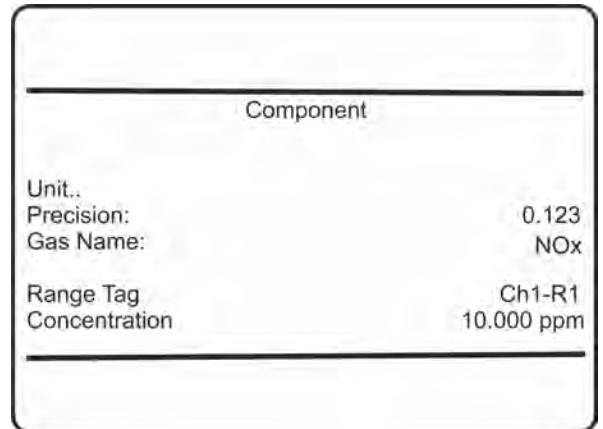 Component
Unit..
Precision: 0.123
Gas Name: NOx
Range Tag Ch1-R1
Concentration 10.000 ppm